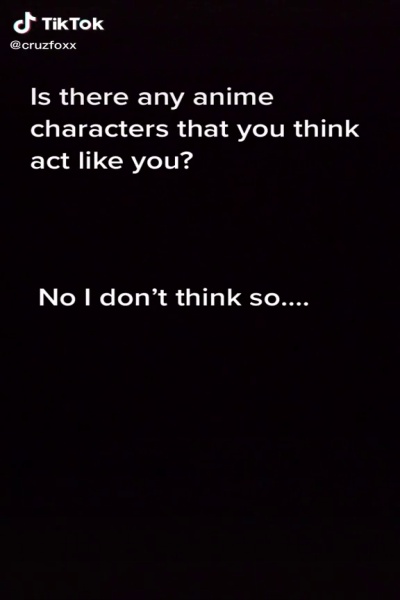 TikTok
@cruzfoxx
Is there any anime
characters that you think
act like you?
No I don't think so....